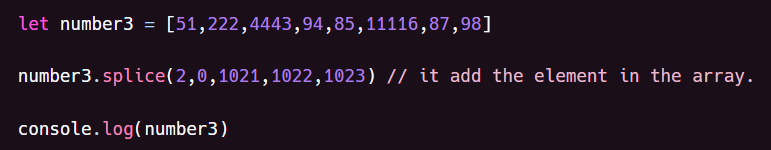 let number3 = [51,222,4443,94,85,11116,87,98]
number3.splice(2,0,1021,1022,1023) // it add the element in the array.
console.log(number3)